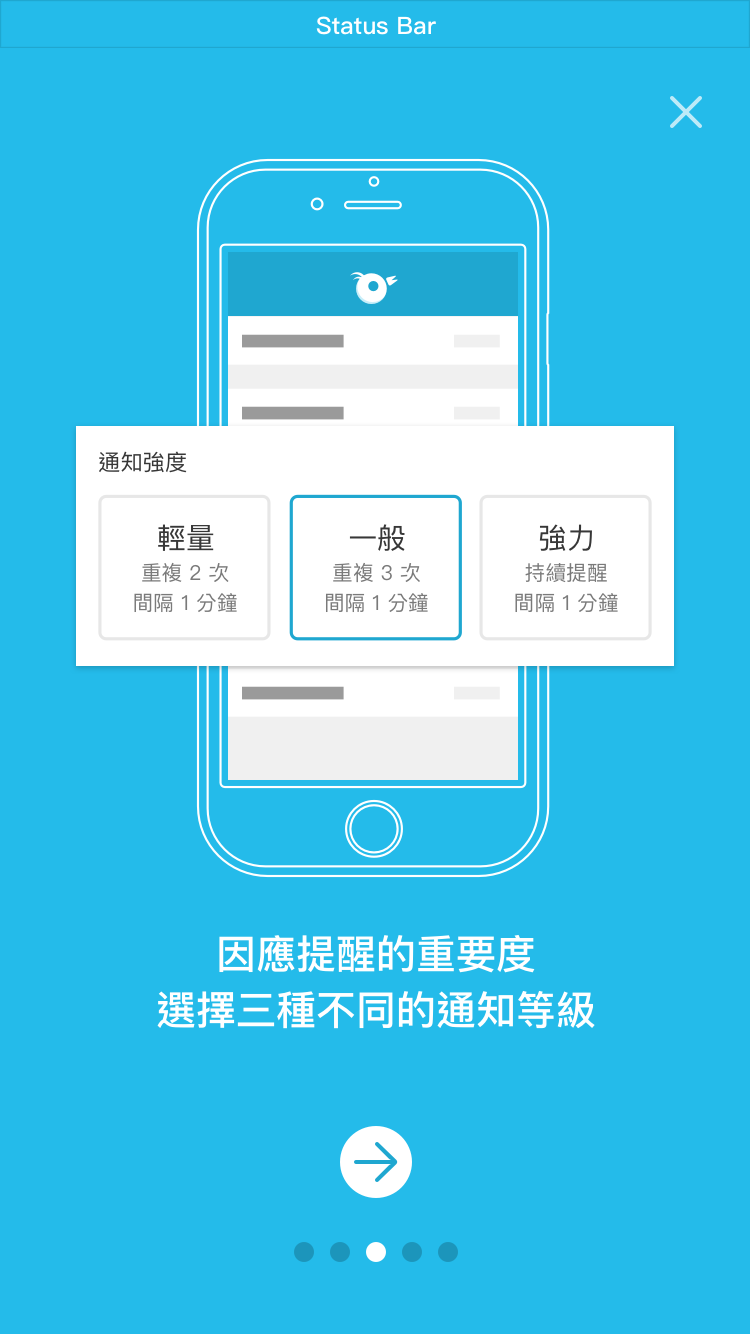 Status Bar
通知強度
輕量
重複 2 次
間隔 1 分鐘
一般
重複 3 次
間隔 1 分鐘
強力
持續提醒
間隔 1 分鐘
因應提醒的重要度
選擇三種不同的通知等級